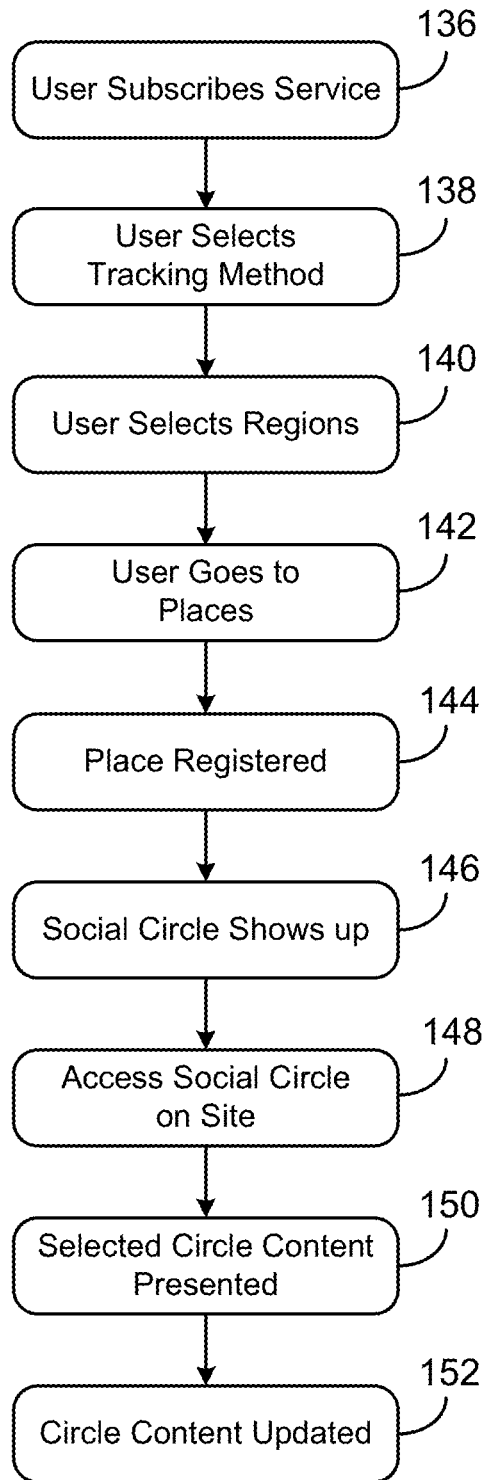 136
User Subscribes Service
138
User Selects
Tracking Method
140
User Selects Regions
142
User Goes to
Places
144
Place Registered
146
Social Circle Shows up
148
Access Social Circle
on Site
150
Selected Circle Content
Presented
152
Circle Content Updated